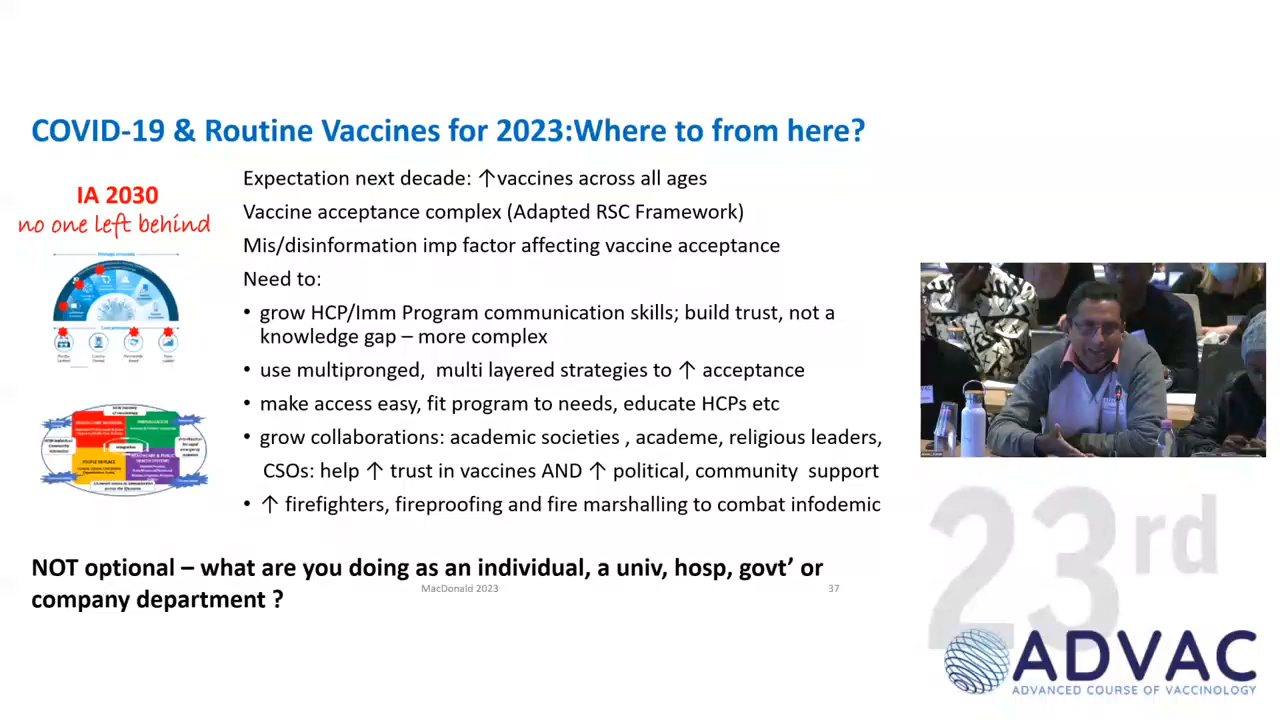 COVID-19 & Routine Vaccines for 2023:Where to from here?
IA 2030
no one left behind
Expectation next decade: ↑vaccines across all ages
Vaccine acceptance complex (Adapted RSC Framework)
Mis/disinformation imp factor affecting vaccine acceptance
Need to:
• grow HCP/Imm Program communication skills; build trust, not a
knowledge gap – more complex
• use multipronged, multi layered strategies to ↑ acceptance
• make access easy, fit program to needs, educate HCPs etc
• grow collaborations: academic societies , academe, religious leaders,
CSOs: help ↑ trust in vaccines AND ↑ political, community support
• ↑ firefighters, fireproofing and fire marshalling to combat infodemic
NOT optional – what are you doing as an individual, a univ, hosp, govt’ or
company department ?
MacDonald 2023
37
23rd
ADVAC
ADVANCED COURSE OF VACCINOLOGY